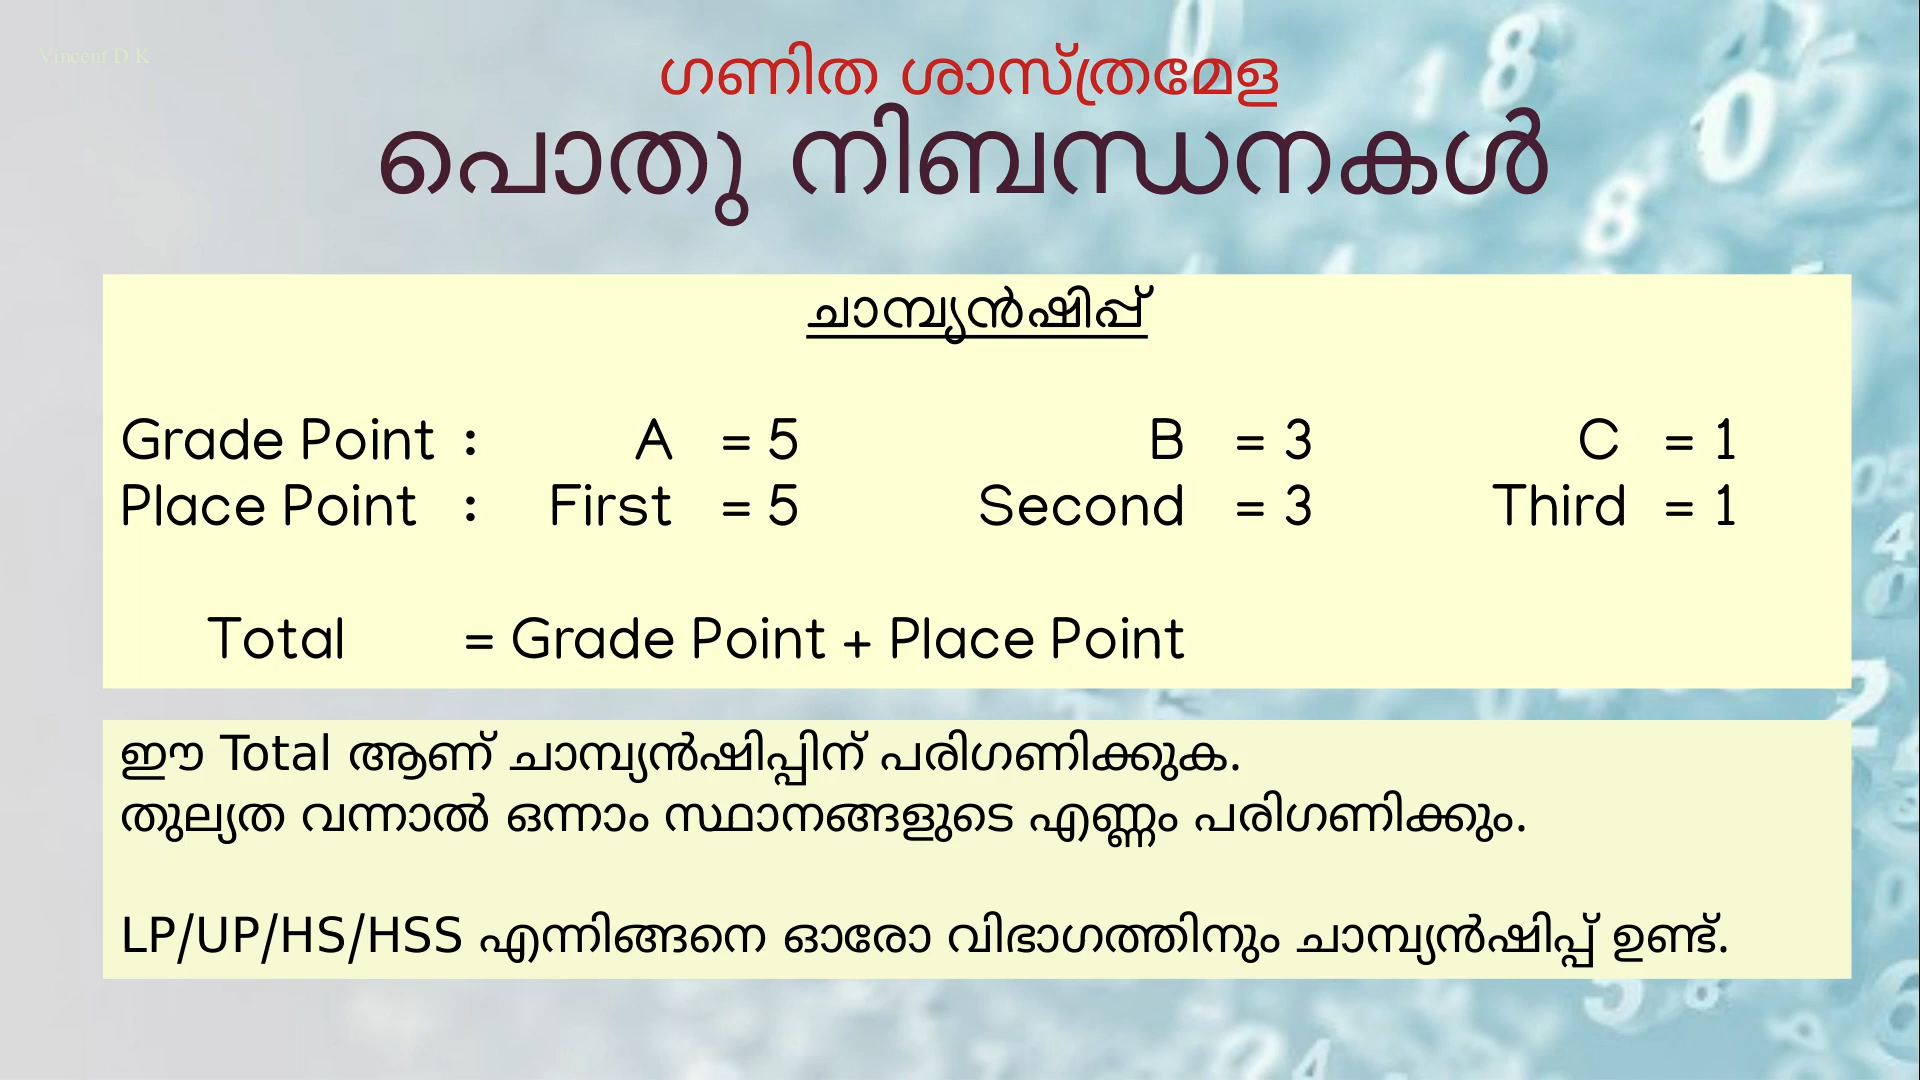 Vincent D K
ഗണിത ശാസ്ത്രമേള
പൊതു നിബന്ധനകൾ
ചാമ്പ്യൻഷിപ്പ്
Grade Point : A = 5 B = 3 C = 1
Place Point : First = 5 Second = 3 Third = 1
Total = Grade Point + Place Point
ഈ Total ആണ് ചാമ്പ്യൻഷിപ്പിന് പരിഗണിക്കുക.
തുല്യത വന്നാൽ ഒന്നാം സ്ഥാനങ്ങളുടെ എണ്ണം പരിഗണിക്കും.
LP/UP/HS/HSS എന്നിങ്ങനെ ഓരോ വിഭാഗത്തിനും ചാമ്പ്യൻഷിപ്പ് ഉണ്ട്.